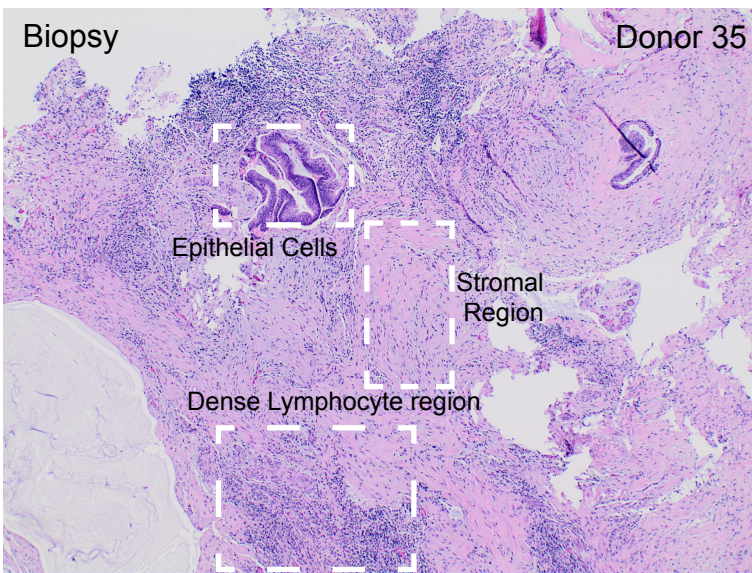 Biopsy
Donor 35
Epithelial Cells
Stromal
Region
Dense Lymphocyte region